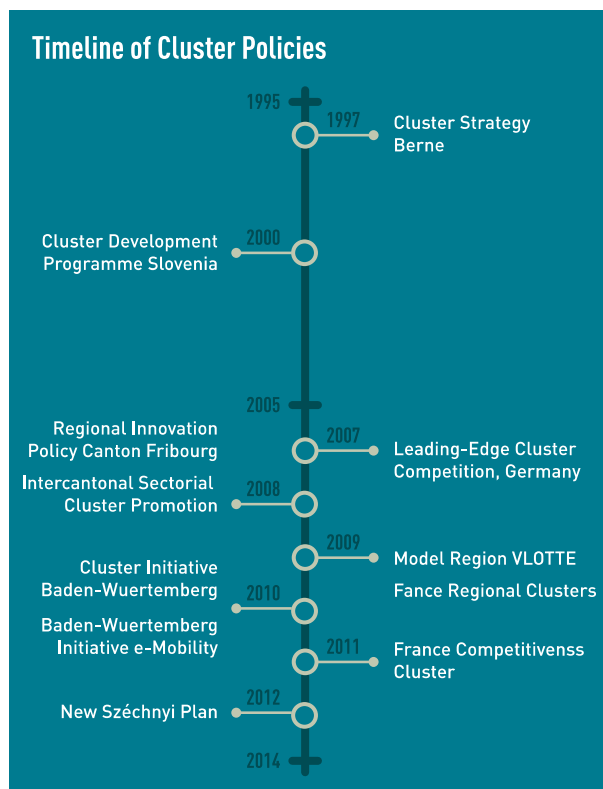 Timeline of Cluster Policies
1995
1997
Cluster Strategy
Berne
Cluster Development
Programme Slovenia
2000
2005
Regional Innovation
Policy Canton Fribourg
2007
Leading-Edge Cluster
Competition, Germany
Intercantonal Sectorial
Cluster Promotion
2008
2009
Model Region VLOTTE
Fance Regional Clusters
Cluster Initiative
Baden-Wuertemberg
2010
Baden-Wuertemberg
Initiative e-Mobility
2011
France Competitivenss
Cluster
New Széchnyi Plan
2012
2014